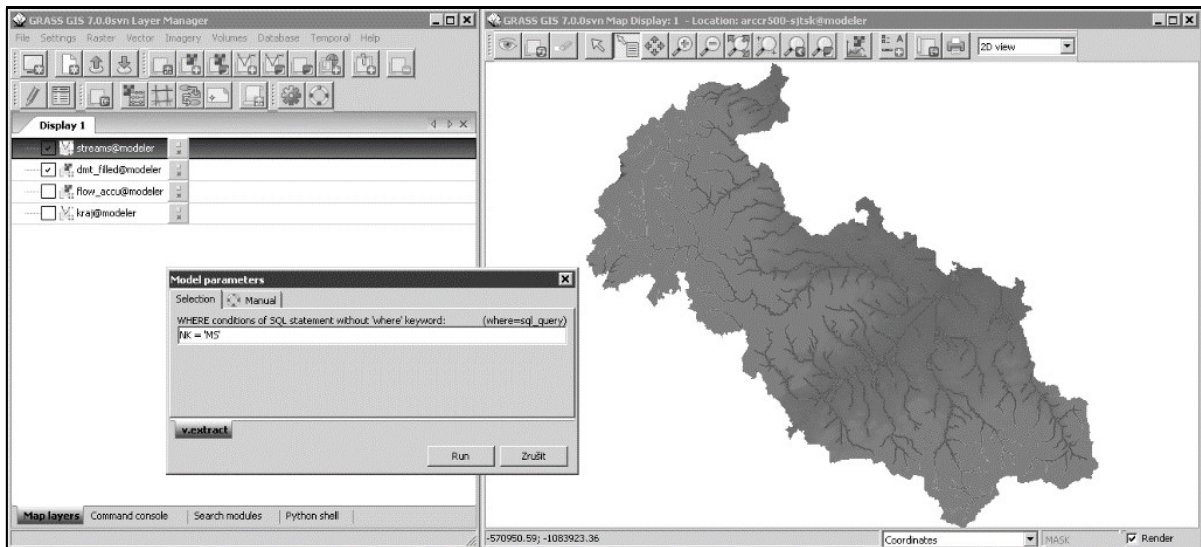 GRASS GIS 7.0.0svn Layer Manager
File Settings Raster Vector Imagery Volumes Database Temporal Help
Display 1
streams@modeler
dmt_filled@modeler
flow_accu@modeler
kraj@modeler
Map layers Command console Search modules Python shell
GRASS GIS 7.0.0svn Map Display: 1 - Location: arccr500-sjtsk@modeler
2D view
Model parameters
Selection Manual
WHERE conditions of SQL statement without 'where' keyword: (where=sql_query)
NK = 'MS'
v.extract
Run Zrušit
-570950.59; -1083923.36 Coordinates MASK Render